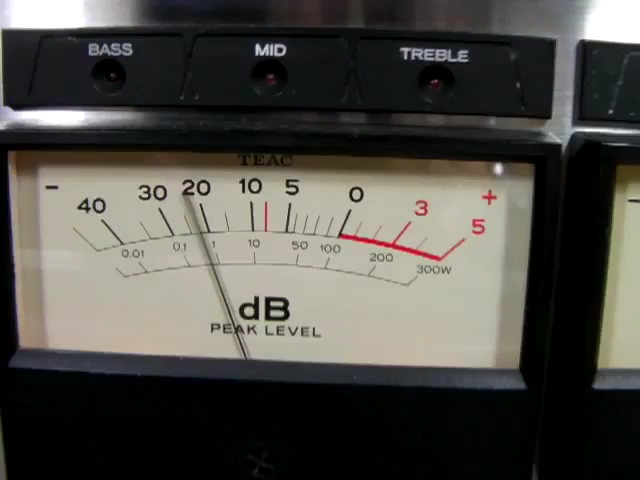 BASS MID TREBLE
TEAC
- 40 30 20 10 5 0 3 5 +
0.01 0.1 1 10 50 100 200 300W
dB
PEAK LEVEL